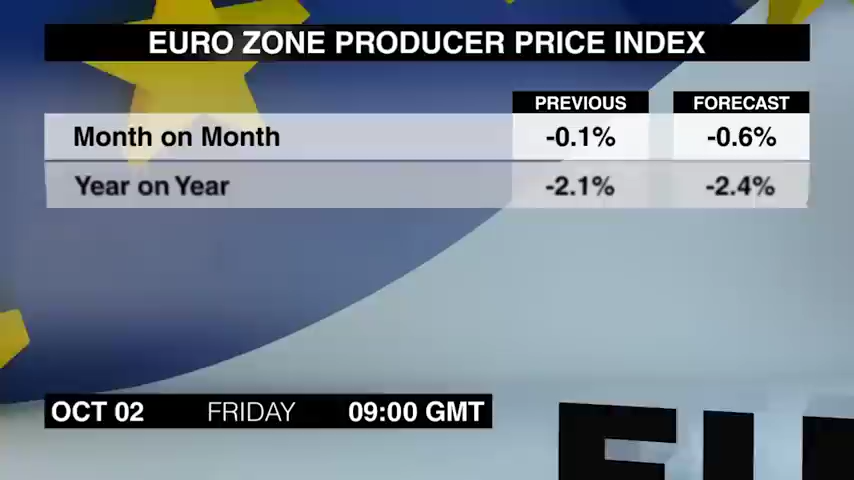 EURO ZONE PRODUCER PRICE INDEX
PREVIOUS FORECAST
Month on Month -0.1% -0.6%
Year on Year -2.1% -2.4%
OCT 02 FRIDAY 09:00 GMT